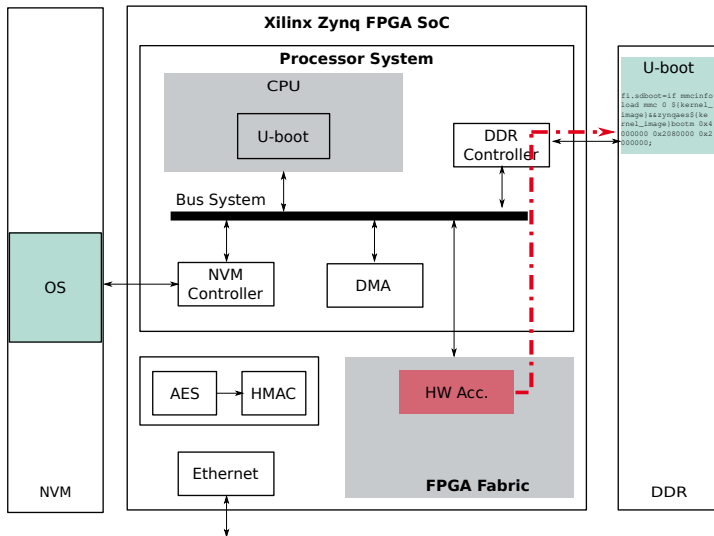 Xilinx Zynq FPGA SoC
Processor System
CPU
U-boot
DDR
Controller
Bus System
NVM
Controller
DMA
OS
NVM
AES
HMAC
Ethernet
HW Acc.
FPGA Fabric
U-boot
fi.sdboot=if mmcinfo
load mmc 0 ${kernel_
image}&&zynqaes${ke
rnel_image}bootm 0x4
000000 0x2080000 0x2
000000;
DDR